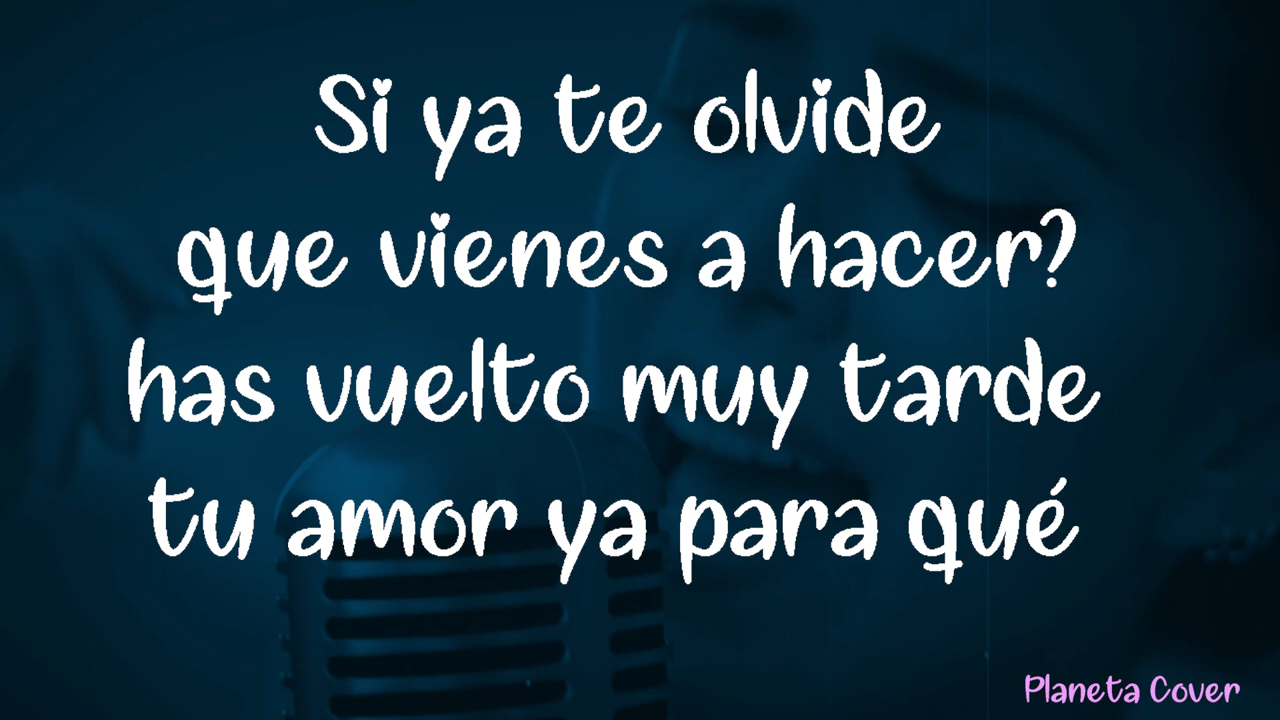 Si ya te olvide
que vienes a hacer?
has vuelto muy tarde
tu amor ya para qué
Planeta Cover